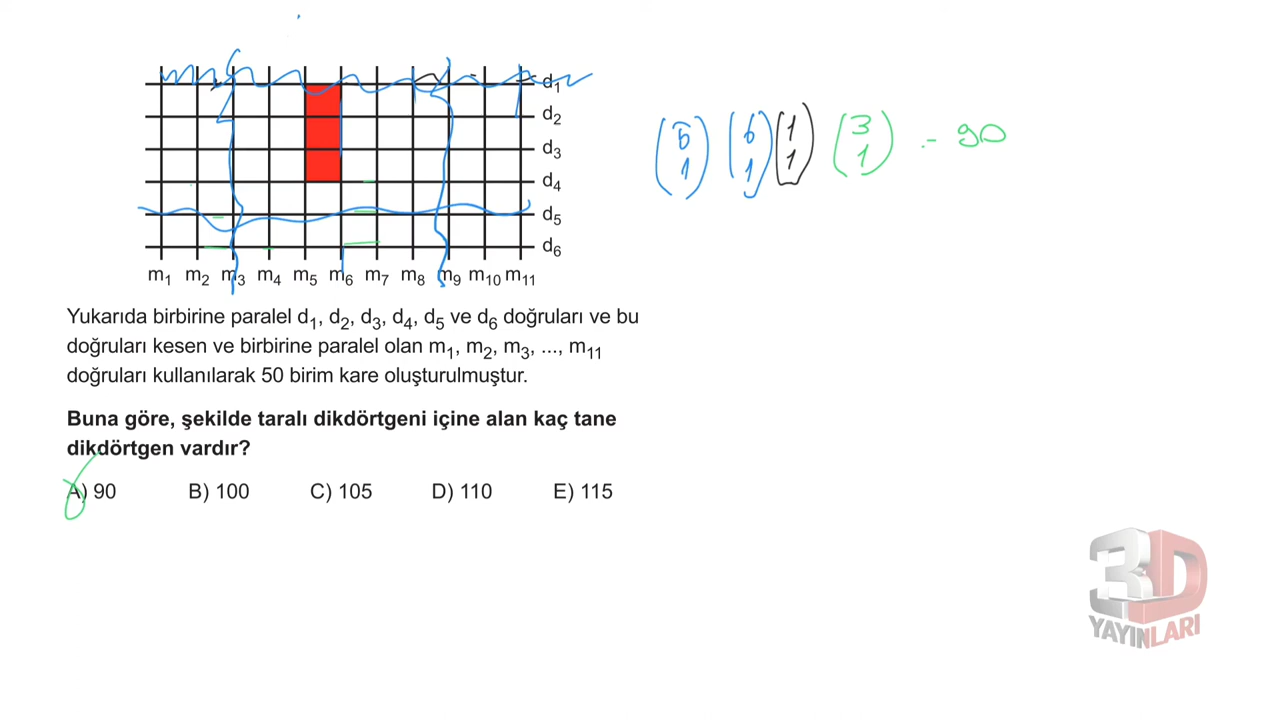 d1
d2
d3
d4
d5
d6
m1 m2 m3 m4 m5 m6 m7 m8 m9 m10 m11
(5 1) (6 1) (1 1) (3 1) = 90
Yukarıda birbirine paralel d1, d2, d3, d4, d5 ve d6 doğruları ve bu
doğruları kesen ve birbirine paralel olan m1, m2, m3, ..., m11
doğruları kullanılarak 50 birim kare oluşturulmuştur.
Buna göre, şekilde taralı dikdörtgeni içine alan kaç tane
dikdörtgen vardır?
A) 90 B) 100 C) 105 D) 110 E) 115
3D
YAYINLARI